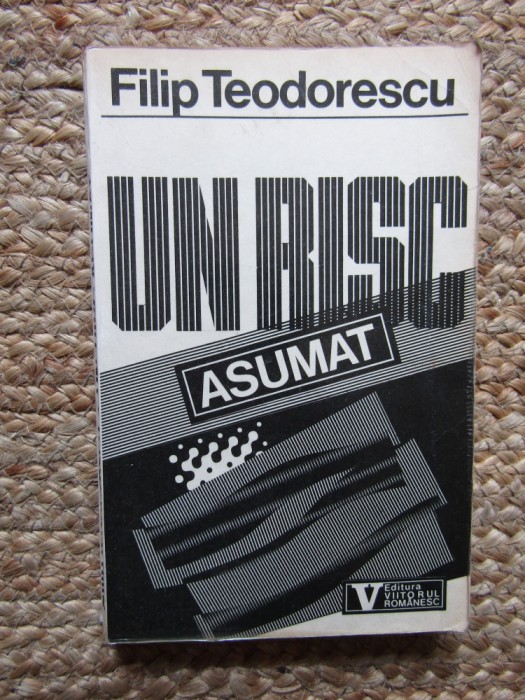 Filip Teodorescu
UN RISC
ASUMAT
V
Editura
VIITORUL
ROMÂNESC